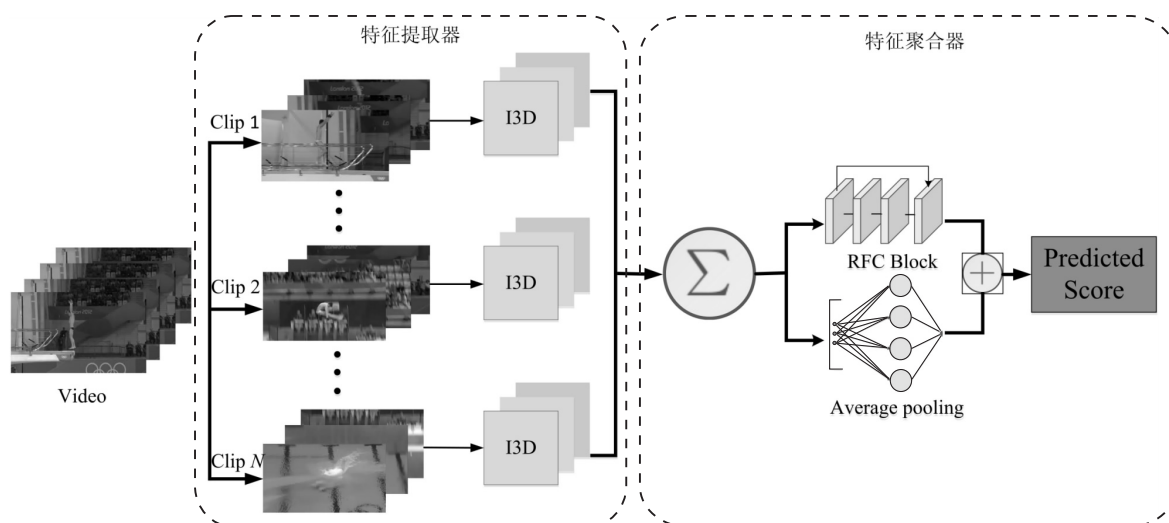 特征提取器
特征聚合器
Clip 1
I3D
Clip 2
I3D
Clip N
I3D
Video
Σ
RFC Block
Average pooling
Predicted
Score